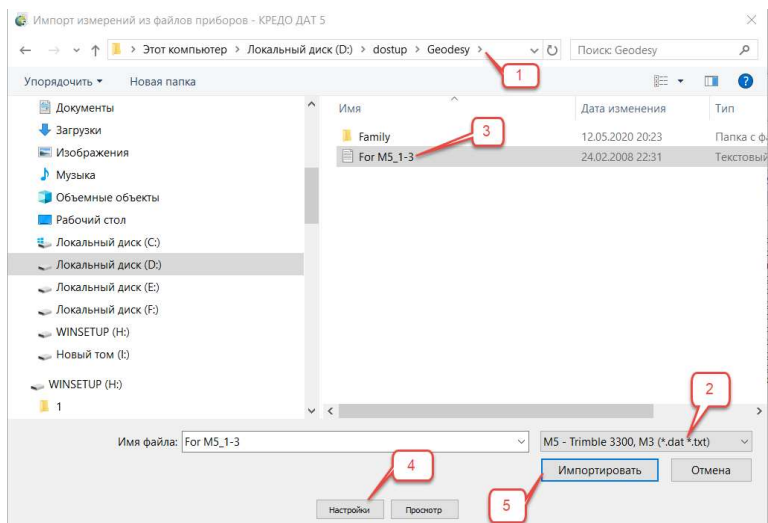 Импорт измерений из файлов приборов - КРЕДО ДАТ 5
Этот компьютер > Локальный диск (D:) > dostup > Geodesy >
Поиск: Geodesy
1
Упорядочить
Новая папка
Документы
Загрузки
Изображения
Музыка
Объемные объекты
Рабочий стол
Локальный диск (C:)
Локальный диск (D:)
Локальный диск (E:)
Локальный диск (F:)
WINSETUP (H:)
Новый том (I:)
WINSETUP (H:)
1
Имя
Дата изменения
Тип
Family
3
12.05.2020 20:23
Папка с
For M5_1-3
24.02.2008 22:31
Текстовый
2
Имя файла:
For M5_1-3
M5 - Trimble 3300, M3 (*.dat *.txt)
4
Импортировать
Отмена
5
Настройки
Просмотр